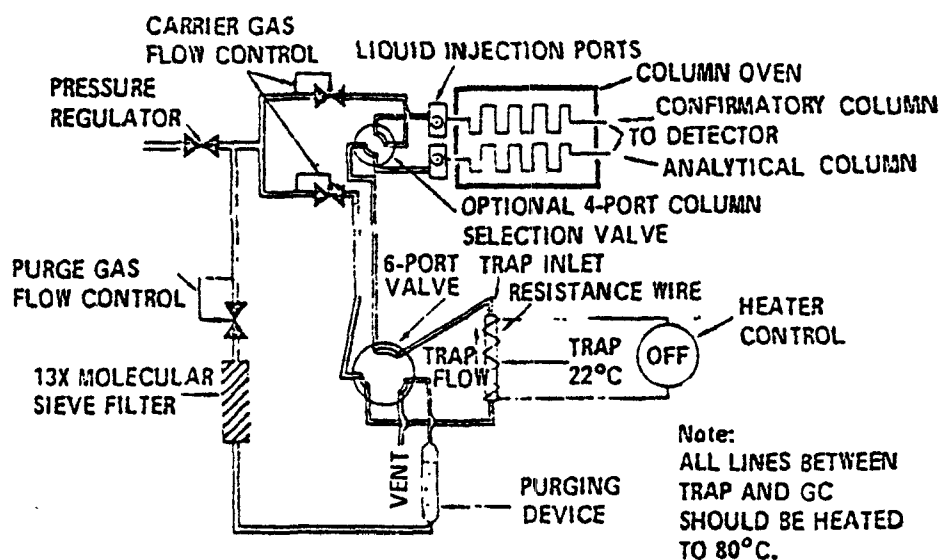 CARRIER GAS
FLOW CONTROL
LIQUID INJECTION PORTS
COLUMN OVEN
PRESSURE
REGULATOR
CONFIRMATORY COLUMN
TO DETECTOR
ANALYTICAL COLUMN
OPTIONAL 4-PORT COLUMN
SELECTION VALVE
PURGE GAS
FLOW CONTROL
6-PORT
VALVE
TRAP INLET
RESISTANCE WIRE
HEATER
CONTROL
TRAP
FLOW
TRAP
22°C
OFF
13X MOLECULAR
SIEVE FILTER
VENT
PURGING
DEVICE
Note:
ALL LINES BETWEEN
TRAP AND GC
SHOULD BE HEATED
TO 80°C.